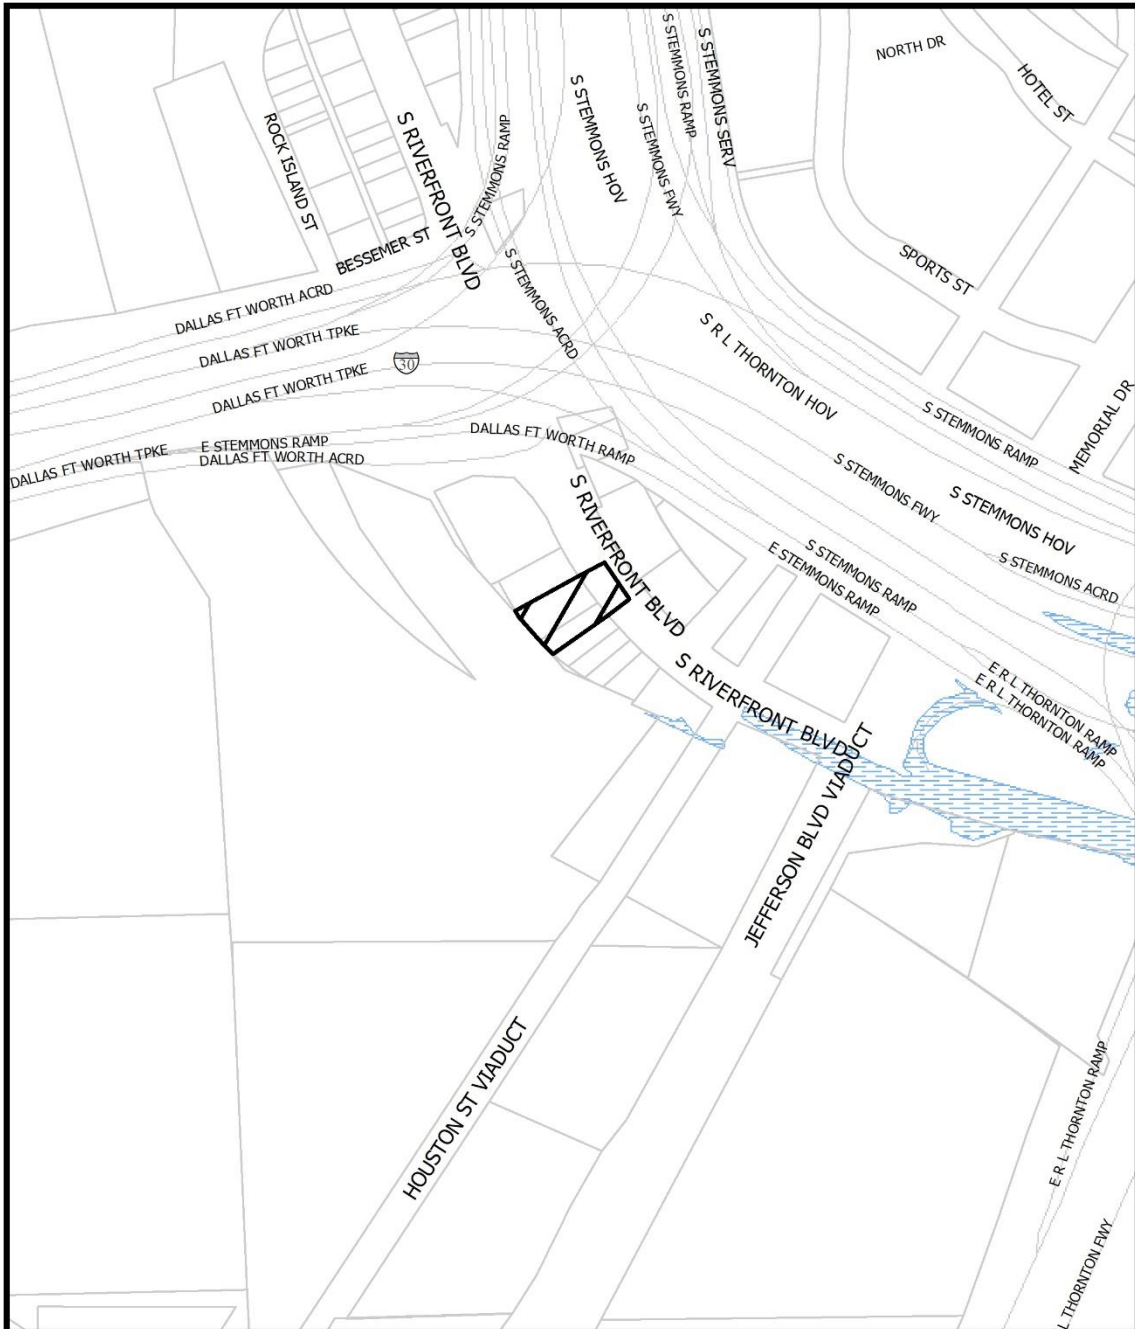 S STEMMONS RAMP
S STEMMONS SERV
NORTH DR
HOTEL ST
S STEMMONS HOV
S STEMMONS FWY
S STEMMONS RAMP
S RIVERFRONT BLVD
ROCK ISLAND ST
BESSEMER ST
S STEMMONS ACRD
SPORTS ST
DALLAS FT WORTH ACRD
DALLAS FT WORTH TPKE
30
DALLAS FT WORTH TPKE
S R L THORNTON HOV
MEMORIAL DR
S STEMMONS RAMP
DALLAS FT WORTH RAMP
E STEMMONS RAMP
DALLAS FT WORTH ACRD
DALLAS FT WORTH TPKE
S STEMMONS FWY
S STEMMONS HOV
S RIVERFRONT BLVD
S STEMMONS RAMP
E STEMMONS RAMP
S STEMMONS ACRD
S RIVERFRONT BLVD
E R L THORNTON RAMP
E R L THORNTON RAMP
JEFFERSON BLVD VIADUCT
HOUSTON ST VIADUCT
E R L THORNTON RAMP
L THORNTON FWY